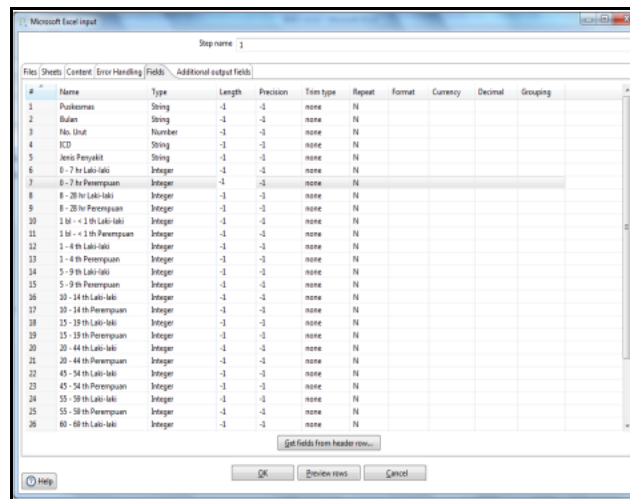 Microsoft Excel input
Step name 1
Files Sheets Content Error Handling Fields Additional output fields
# Name Type Length Precision Trim type Repeat Format Currency Decimal Grouping
1 Puskesmas String -1 -1 none N
2 Bulan String -1 -1 none N
3 No. Urut Number -1 -1 none N
4 ICD String -1 -1 none N
5 Jenis Penyakit String -1 -1 none N
6 0 - 7 hr Laki-laki Integer -1 -1 none N
7 0 - 7 hr Perempuan Integer -1 -1 none N
8 8 - 28 hr Laki-laki Integer -1 -1 none N
9 8 - 28 hr Perempuan Integer -1 -1 none N
10 1 bl - < 1 th Laki-laki Integer -1 -1 none N
11 1 bl - < 1 th Perempuan Integer -1 -1 none N
12 1 - 4 th Laki-laki Integer -1 -1 none N
13 1 - 4 th Perempuan Integer -1 -1 none N
14 5 - 9 th Laki-laki Integer -1 -1 none N
15 5 - 9 th Perempuan Integer -1 -1 none N
16 10 - 14 th Laki-laki Integer -1 -1 none N
17 10 - 14 th Perempuan Integer -1 -1 none N
18 15 - 19 th Laki-laki Integer -1 -1 none N
19 15 - 19 th Perempuan Integer -1 -1 none N
20 20 - 44 th Laki-laki Integer -1 -1 none N
21 20 - 44 th Perempuan Integer -1 -1 none N
22 45 - 54 th Laki-laki Integer -1 -1 none N
23 45 - 54 th Perempuan Integer -1 -1 none N
24 55 - 59 th Laki-laki Integer -1 -1 none N
25 55 - 59 th Perempuan Integer -1 -1 none N
26 60 - 69 th Laki-laki Integer -1 -1 none N
Get fields from header row...
Help OK Preview rows Cancel